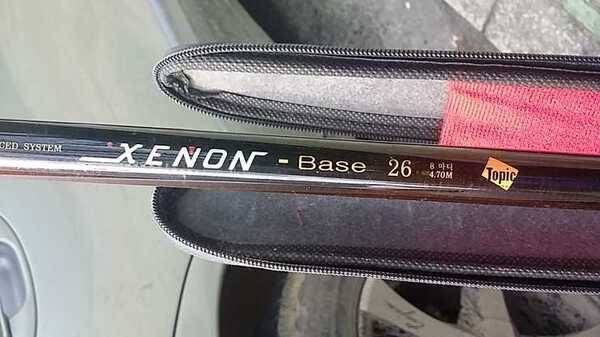 CED SYSTEM XENON - Base 26 8 마디
4.70M
Topic